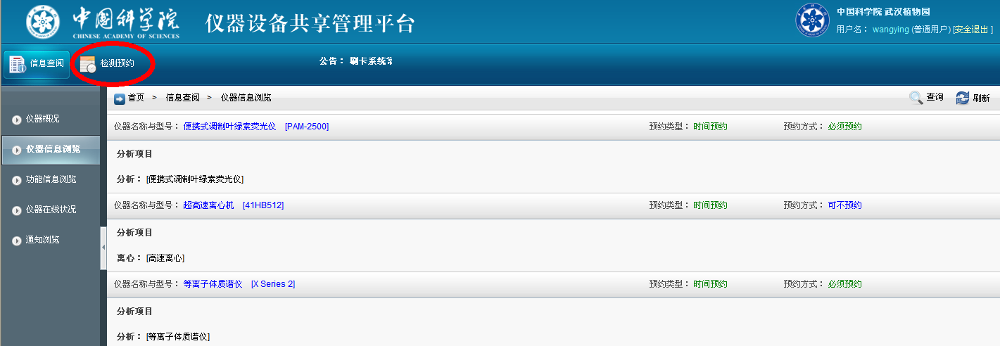 中国科学院
CHINESE ACADEMY OF SCIENCES
仪器设备共享管理平台
中国科学院 武汉植物园
用户名： wangying (普通用户) [安全退出 ]
信息查阅
检测预约
公告： 刷卡系统常
首页 > 信息查阅 > 仪器信息浏览
查询
刷新
仪器概况
仪器信息浏览
功能信息浏览
仪器在线状况
通知浏览
仪器名称与型号： 便携式调制叶绿素荧光仪 [PAM-2500] 预约类型： 时间预约 预约方式： 必须预约
分析项目
分析： [便携式调制叶绿素荧光仪]
仪器名称与型号： 超高速离心机 [41HB512] 预约类型： 时间预约 预约方式： 可不预约
分析项目
离心： [高速离心]
仪器名称与型号： 等离子体质谱仪 [X Series 2] 预约类型： 时间预约 预约方式： 必须预约
分析项目
分析： [等离子体质谱仪]